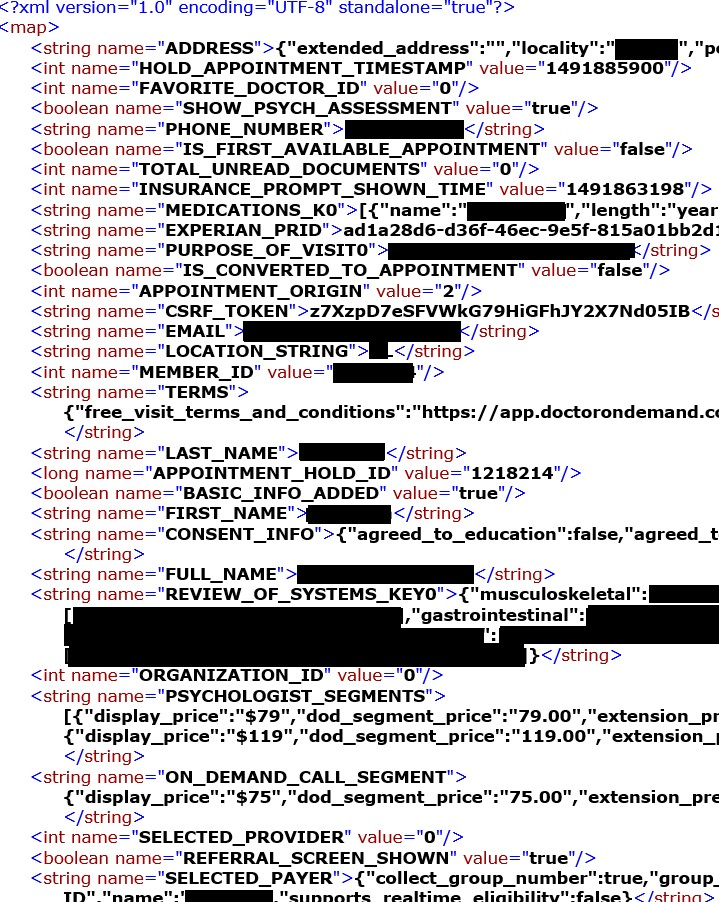 <?xml version="1.0" encoding="UTF-8" standalone="true"?>
<map>
<string name="ADDRESS">{"extended_address":"","locality":" ","po
<int name="HOLD_APPOINTMENT_TIMESTAMP" value="1491885900"/>
<int name="FAVORITE_DOCTOR_ID" value="0"/>
<boolean name="SHOW_PSYCH_ASSESSMENT" value="true"/>
<string name="PHONE_NUMBER"> </string>
<boolean name="IS_FIRST_AVAILABLE_APPOINTMENT" value="false"/>
<int name="TOTAL_UNREAD_DOCUMENTS" value="0"/>
<int name="INSURANCE_PROMPT_SHOWN_TIME" value="1491863198"/>
<string name="MEDICATIONS_K0">[{"name":" ","length":"year
<string name="EXPERIAN_PRID">ad1a28d6-d36f-46ec-9e5f-815a01bb2d1
<string name="PURPOSE_OF_VISIT0"> </string>
<boolean name="IS_CONVERTED_TO_APPOINTMENT" value="false"/>
<int name="APPOINTMENT_ORIGIN" value="2"/>
<string name="CSRF_TOKEN">z7XzpD7eSFVWkG79HiGFhJY2X7Nd05IB</s
<string name="EMAIL"> </string>
<string name="LOCATION_STRING"> </string>
<int name="MEMBER_ID" value=" "/>
<string name="TERMS">
{"free_visit_terms_and_conditions":"https://app.doctorondemand.co
</string>
<string name="LAST_NAME"> </string>
<long name="APPOINTMENT_HOLD_ID" value="1218214"/>
<boolean name="BASIC_INFO_ADDED" value="true"/>
<string name="FIRST_NAME"> </string>
<string name="CONSENT_INFO">{"agreed_to_education":false,"agreed_t
</string>
<string name="FULL_NAME"> </string>
<string name="REVIEW_OF_SYSTEMS_KEY0">{"musculoskeletal":
[ ],"gastrointestinal":
":
[ ]}</string>
<int name="ORGANIZATION_ID" value="0"/>
<string name="PSYCHOLOGIST_SEGMENTS">
[{"display_price":"$79","dod_segment_price":"79.00","extension_pr
{"display_price":"$119","dod_segment_price":"119.00","extension_p
</string>
<string name="ON_DEMAND_CALL_SEGMENT">
{"display_price":"$75","dod_segment_price":"75.00","extension_pre
</string>
<int name="SELECTED_PROVIDER" value="0"/>
<boolean name="REFERRAL_SCREEN_SHOWN" value="true"/>
<string name="SELECTED_PAYER">{"collect_group_number":true,"group_
ID","name":" ","supports_realtime_eligibility":false}</string>